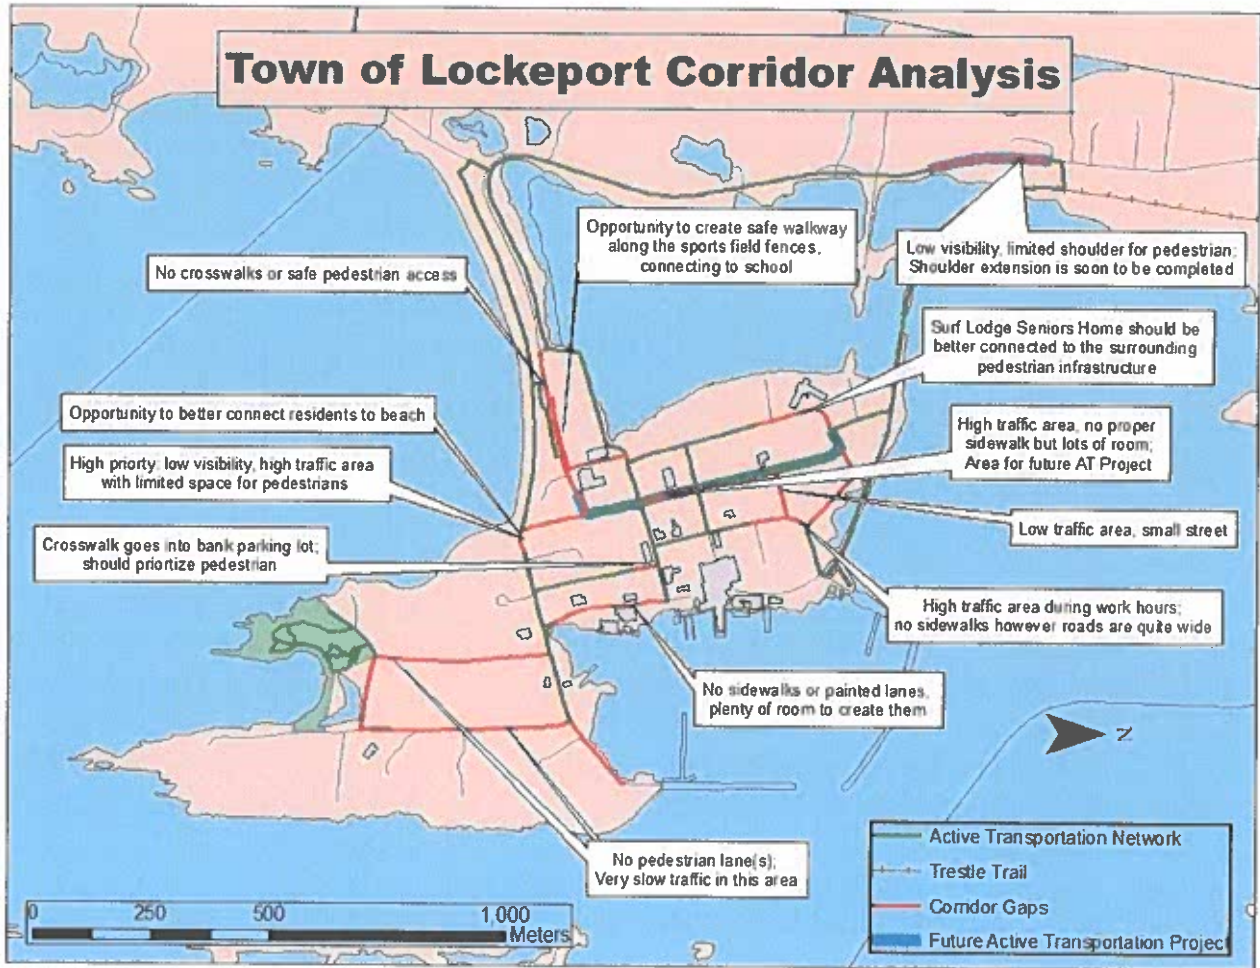 Town of Lockeport Corridor Analysis
Opportunity to create safe walkway
along the sports field fences,
connecting to school
Low visibility, limited shoulder for pedestrian;
Shoulder extension is soon to be completed
No crosswalks or safe pedestrian access
Surf Lodge Seniors Home should be
better connected to the surrounding
pedestrian infrastructure
Opportunity to better connect residents to beach
High traffic area, no proper
sidewalk but lots of room;
Area for future AT Project
High priorty, low visibility, high traffic area
with limited space for pedestrians
Low traffic area, small street
Crosswalk goes into bank parking lot;
should priortize pedestrian
High traffic area during work hours;
no sidewalks however roads are quite wide
No sidewalks or painted lanes,
plenty of room to create them
N
No pedestrian lane(s);
Very slow traffic in this area
Active Transportation Network
Trestle Trail
Corridor Gaps
Future Active Transportation Project
0 250 500 1,000
Meters